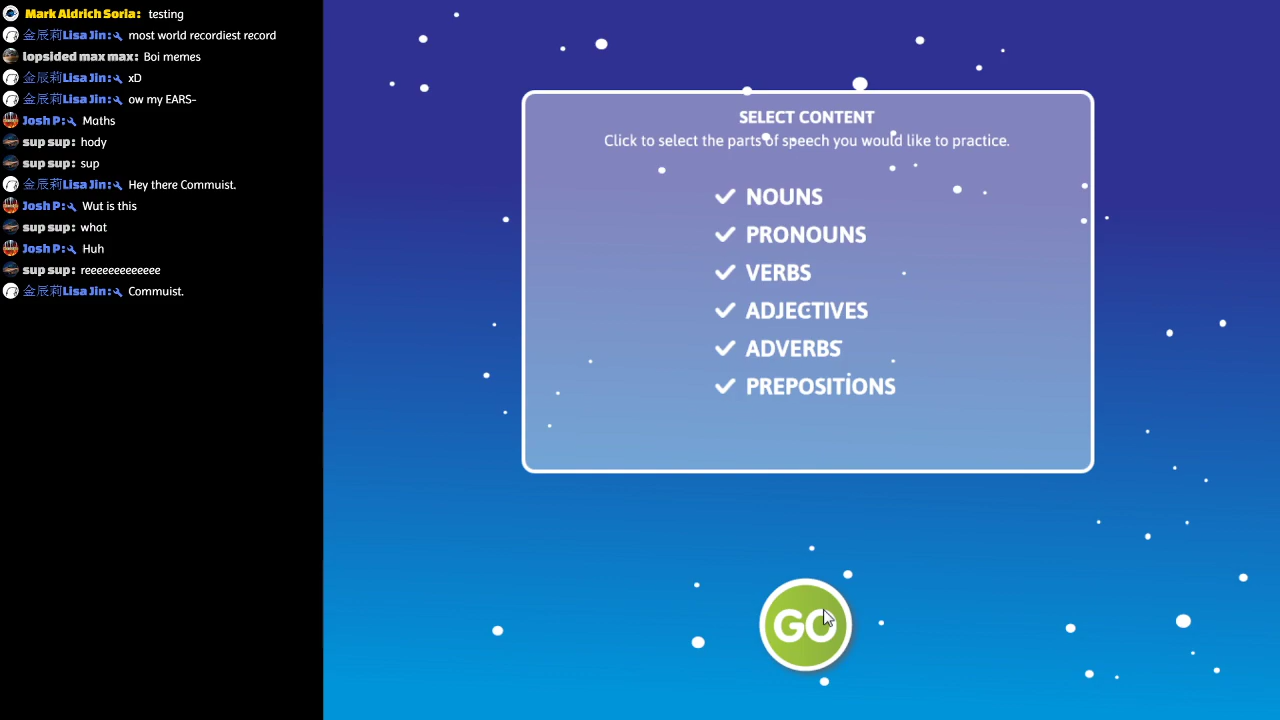 Mark Aldrich Soria: testing
金辰莉Lisa Jin: most world recordiest record
lopsided max max: Boi memes
金辰莉Lisa Jin: xD
金辰莉Lisa Jin: ow my EARS-
Josh P: Maths
sup sup: hody
sup sup: sup
金辰莉Lisa Jin: Hey there Commuist.
Josh P: Wut is this
sup sup: what
Josh P: Huh
sup sup: reeeeeeeeeeeee
金辰莉Lisa Jin: Commuist.
SELECT CONTENT
Click to select the parts of speech you would like to practice.
NOUNS
PRONOUNS
VERBS
ADJECTIVES
ADVERBS
PREPOSITIONS
GO